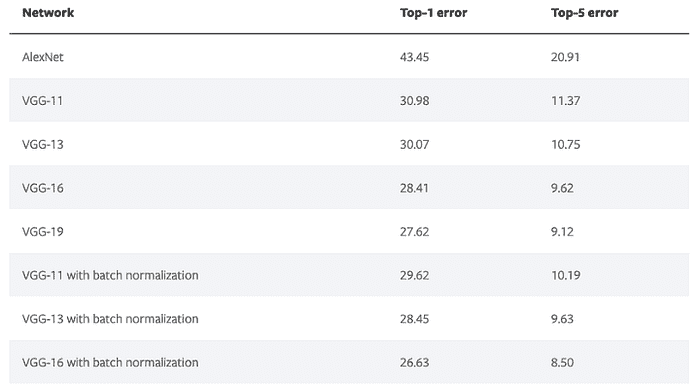 Network Top-1 error Top-5 error
AlexNet 43.45 20.91
VGG-11 30.98 11.37
VGG-13 30.07 10.75
VGG-16 28.41 9.62
VGG-19 27.62 9.12
VGG-11 with batch normalization 29.62 10.19
VGG-13 with batch normalization 28.45 9.63
VGG-16 with batch normalization 26.63 8.50